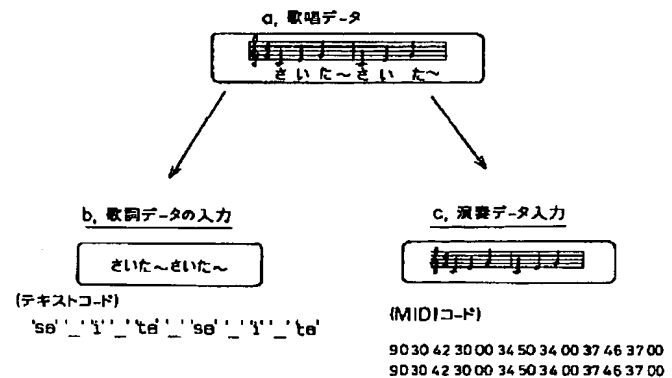 a, 歌唱データ
さいた～さいた～
b, 歌詞データの入力
さいた～さいた～
(テキストコード)
'sa'_'i'_'ta'_'sa'_'i'_'ta'
c, 演奏データ入力
(MIDIコード)
90 30 42 30 00 34 50 34 00 37 46 37 00
90 30 42 30 00 34 50 34 00 37 46 37 00